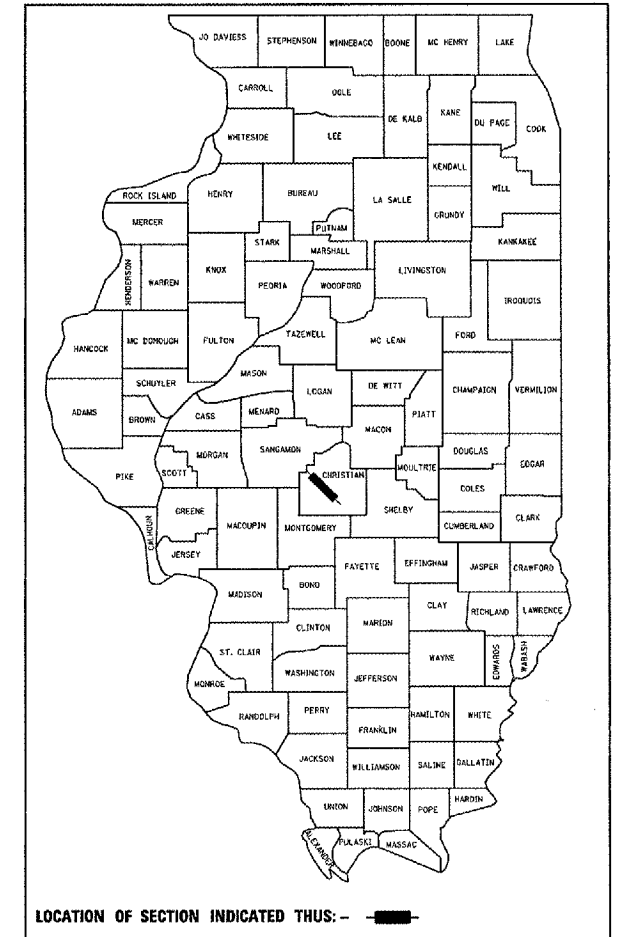 JO DAVIESS STEPHENSON WINNEBAGO BOONE MC HENRY LAKE
CARROLL OGLE DE KALB KANE DU PAGE COOK
WHITESIDE LEE
KENDALL WILL
ROCK ISLAND HENRY BUREAU LA SALLE GRUNDY
MERCER PUTNAM
STARK MARSHALL KANKAKEE
HENDERSON WARREN KNOX PEORIA WOODFORD LIVINGSTON IROQUOIS
HANCOCK MC DONOUGH FULTON TAZEWELL MC LEAN FORD
SCHUYLER MASON LOGAN DE WITT CHAMPAIGN VERMILION
ADAMS BROWN CASS MENARD MACON PIATT
PIKE SCOTT MORGAN SANGAMON CHRISTIAN MOULTRIE DOUGLAS EDGAR
COLES
CALHOUN GREENE MACOUPIN MONTGOMERY SHELBY CUMBERLAND CLARK
JERSEY
MADISON BOND FAYETTE EFFINGHAM JASPER CRAWFORD
CLINTON MARION CLAY RICHLAND LAWRENCE
ST. CLAIR WASHINGTON JEFFERSON WAYNE EDWARDS WABASH
MONROE
RANDOLPH PERRY FRANKLIN HAMILTON WHITE
JACKSON WILLIAMSON SALINE GALLATIN
UNION JOHNSON POPE HARDIN
ALEXANDER PULASKI MASSAC
LOCATION OF SECTION INDICATED THUS: –